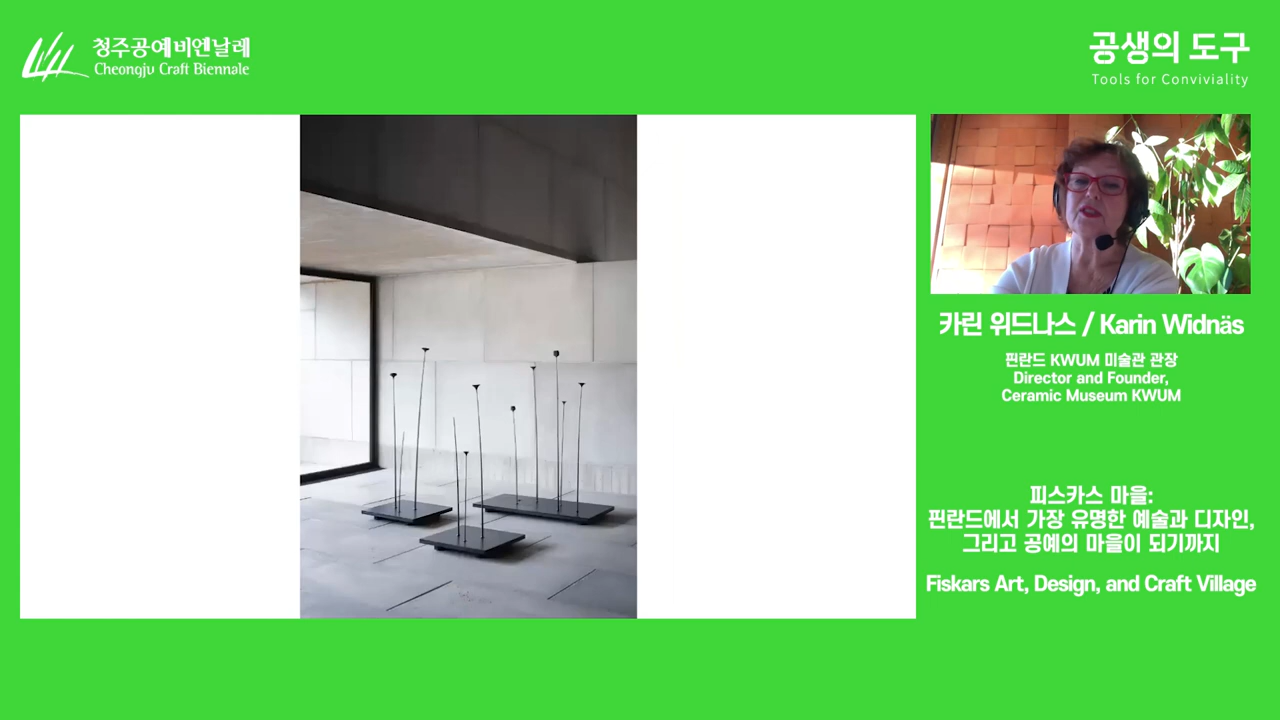 청주공예비엔날레
Cheongju Craft Biennale
공생의 도구
Tools for Conviviality
카린 위드나스 / Karin Widnäs
핀란드 KWUM 미술관 관장
Director and Founder,
Ceramic Museum KWUM
피스카스 마을:
핀란드에서 가장 유명한 예술과 디자인,
그리고 공예의 마을이 되기까지
Fiskars Art, Design, and Craft Village